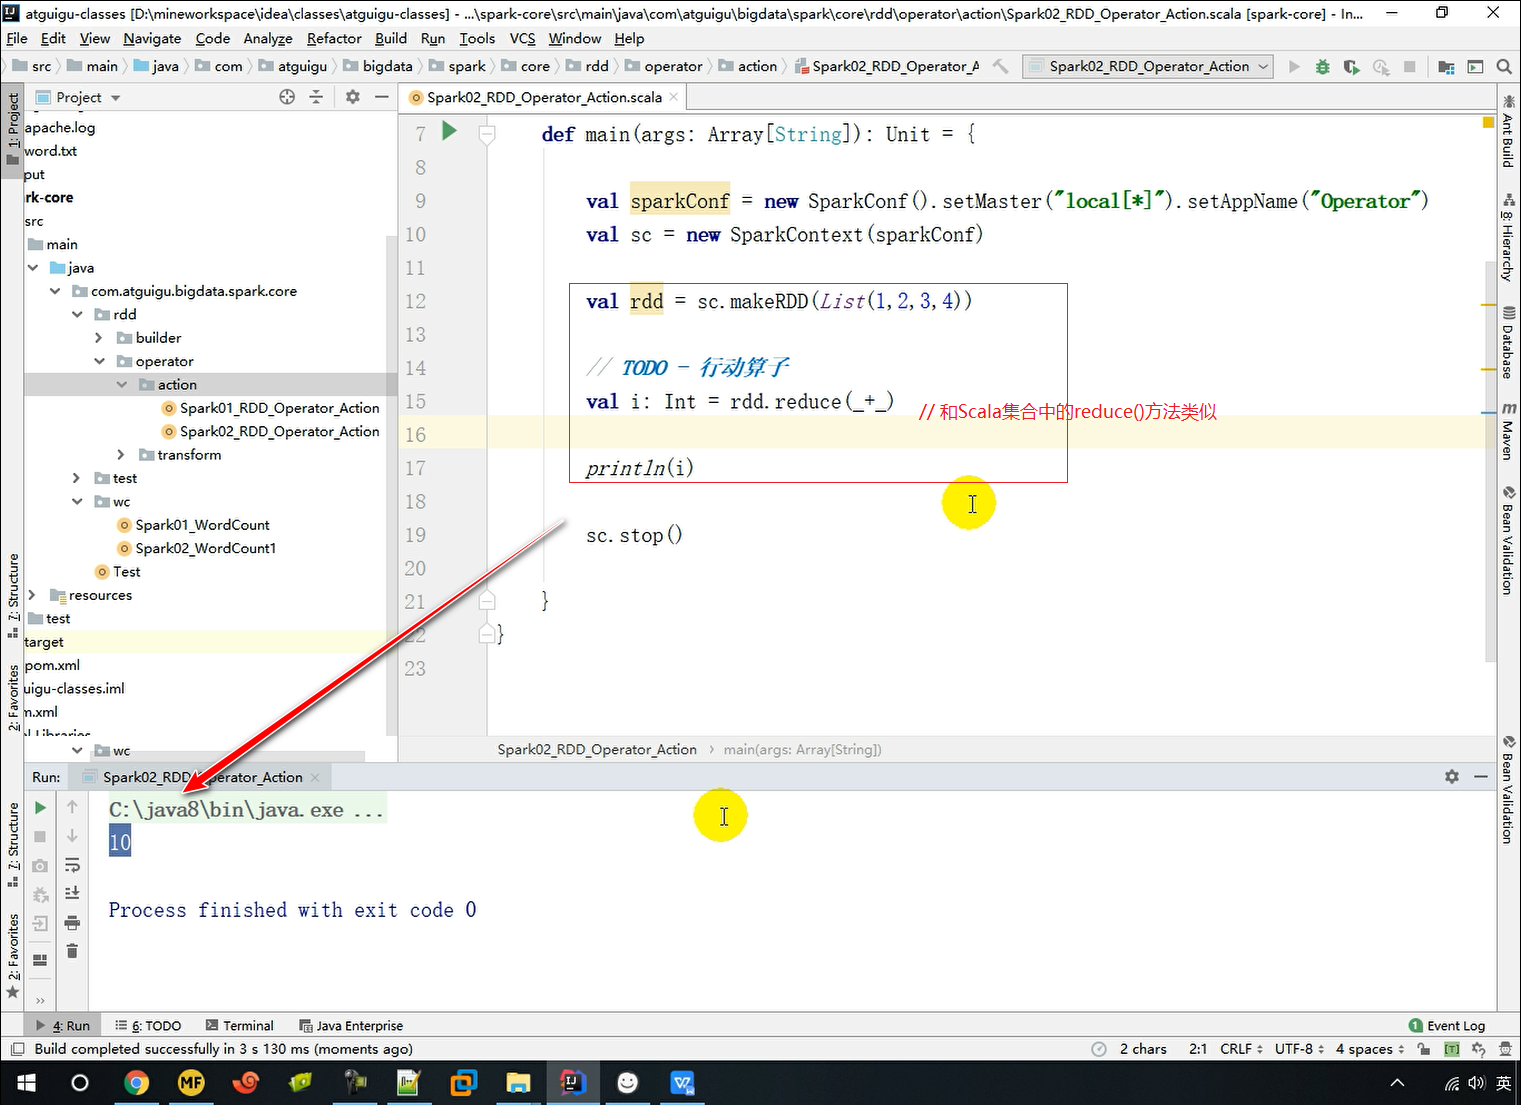 atguigu-classes [D:\mineworkspace\idea\classes\atguigu-classes] - ...\spark-core\src\main\java\com\atguigu\bigdata\spark\core\rdd\operator\action\Spark02_RDD_Operator_Action.scala [spark-core] - In...
File Edit View Navigate Code Analyze Refactor Build Run Tools VCS Window Help
src main java com atguigu bigdata spark core rdd operator action Spark02_RDD_Operator_A Spark02_RDD_Operator_Action
1: Project
Project
Spark02_RDD_Operator_Action.scala
apache.log
word.txt
put
rk-core
src
main
java
com.atguigu.bigdata.spark.core
rdd
builder
operator
action
Spark01_RDD_Operator_Action
Spark02_RDD_Operator_Action
transform
test
wc
Spark01_WordCount
Spark02_WordCount1
Test
resources
test
target
pom.xml
uigu-classes.iml
n.xml
wc
7 def main(args: Array[String]): Unit = {
8
9 val sparkConf = new SparkConf().setMaster("local[*]").setAppName("Operator")
10 val sc = new SparkContext(sparkConf)
11
12 val rdd = sc.makeRDD(List(1,2,3,4))
13
14 // TODO - 行动算子
15 val i: Int = rdd.reduce(_+_)
// 和Scala集合中的reduce()方法类似
16
17 println(i)
18
19 sc.stop()
20
21 }
22 }
23
Spark02_RDD_Operator_Action › main(args: Array[String])
Ant Build
8: Hierarchy
Database
m Maven
Bean Validation
Bean Validation
7: Structure
2: Favorites
7: Structure
2: Favorites
Run: Spark02_RDD_Operator_Action
C:\java8\bin\java.exe ...
10
Process finished with exit code 0
4: Run 6: TODO Terminal Java Enterprise 1 Event Log
Build completed successfully in 3 s 130 ms (moments ago) 2 chars 2:1 CRLF UTF-8 4 spaces [T]
MF 英